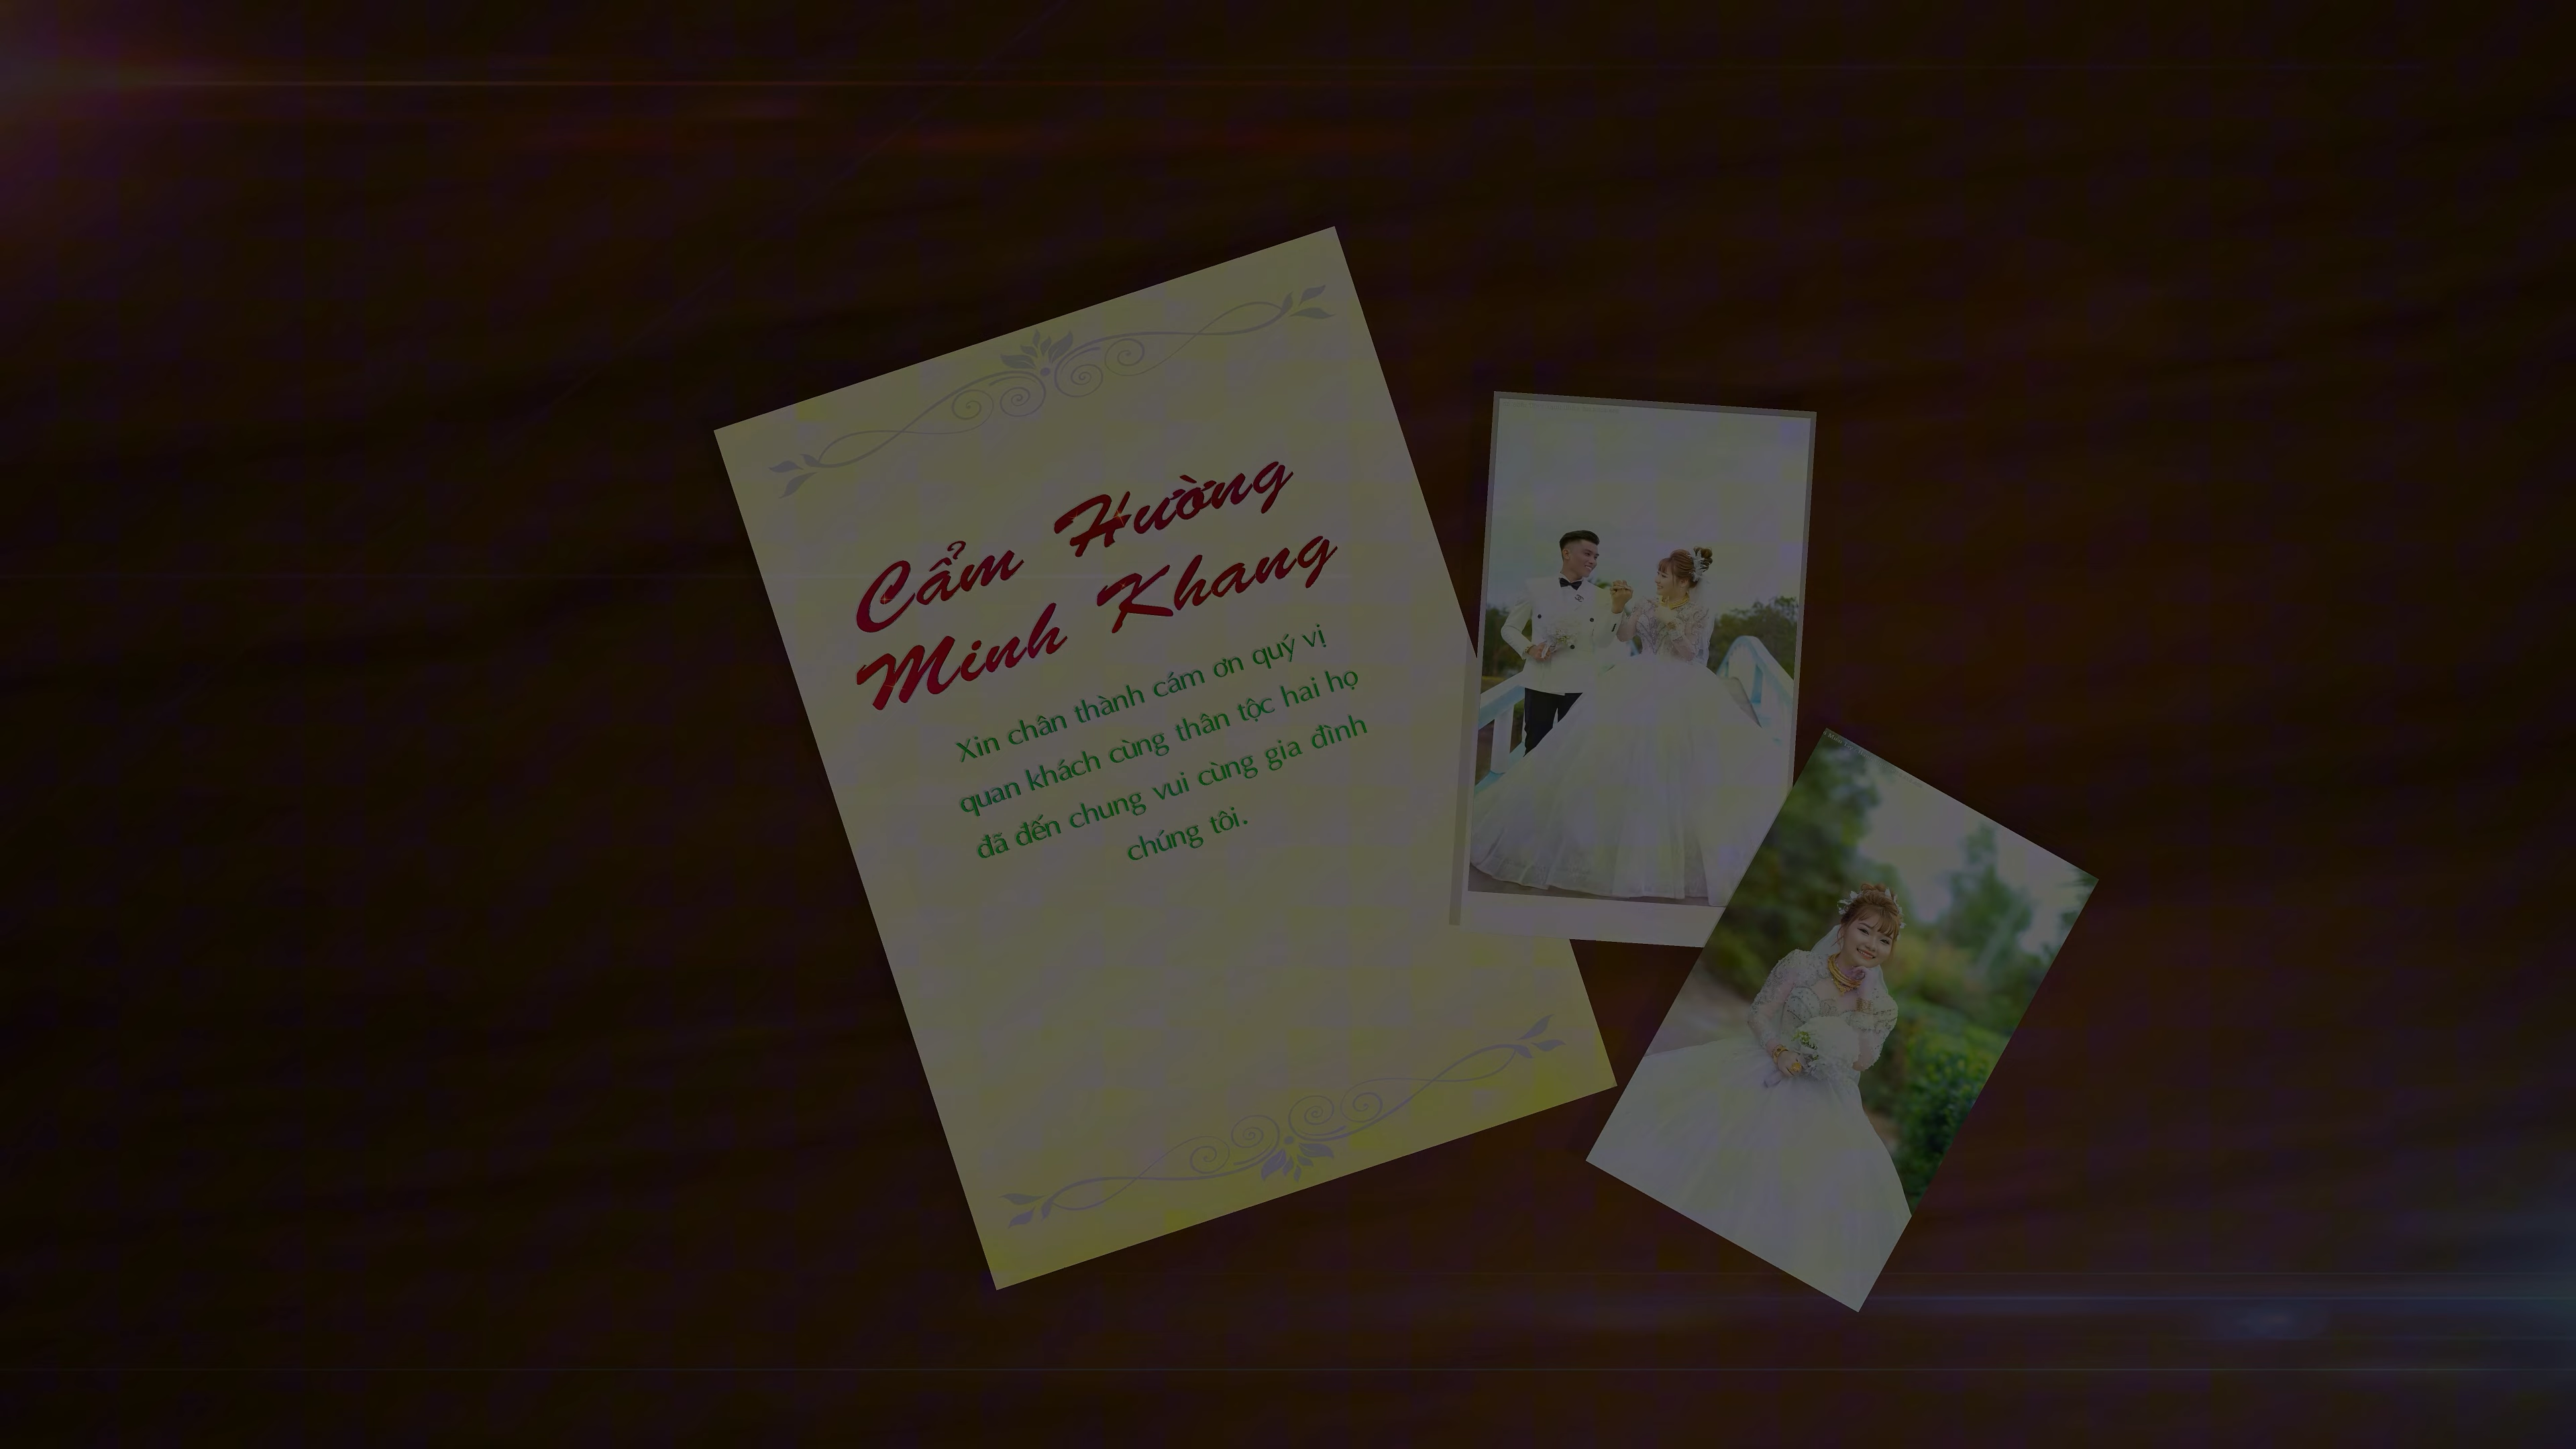 Cẩm Hường
Minh Khang
Xin chân thành cám ơn quý vị
quan khách cùng thân tộc hai họ
đã đến chung vui cùng gia đình
chúng tôi.